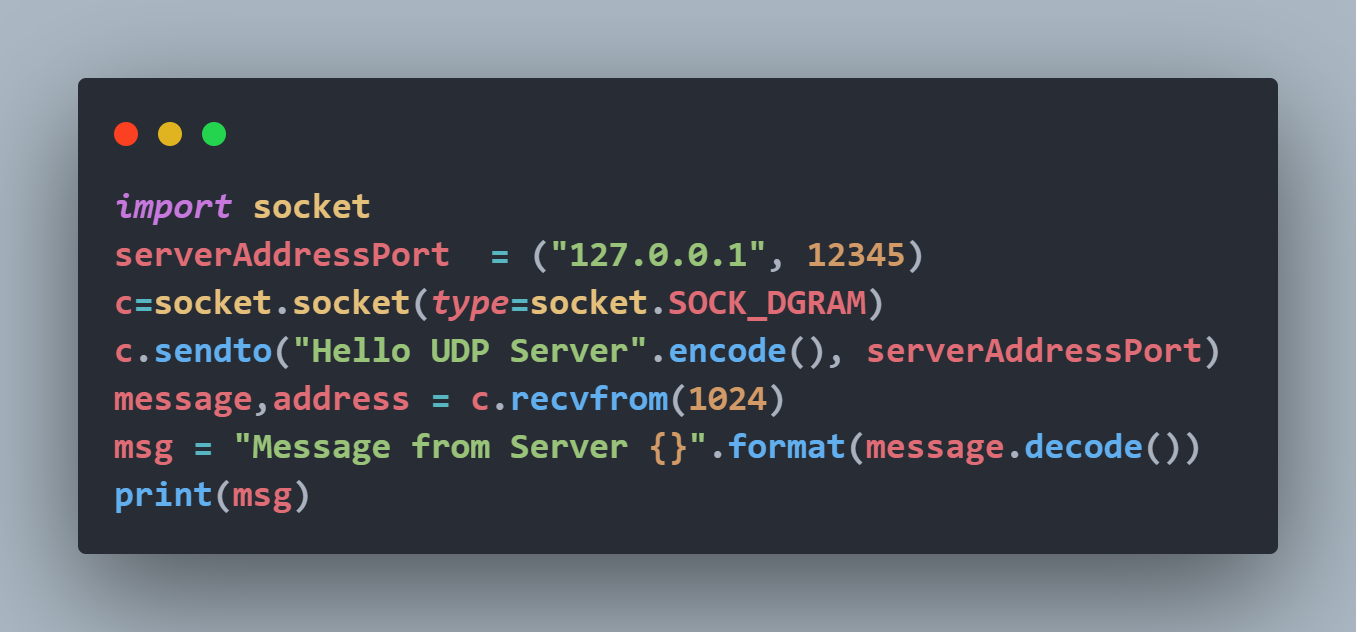 import socket
serverAddressPort  = ("127.0.0.1", 12345)
c=socket.socket(type=socket.SOCK_DGRAM)
c.sendto("Hello UDP Server".encode(), serverAddressPort)
message,address = c.recvfrom(1024)
msg = "Message from Server {}".format(message.decode())
print(msg)